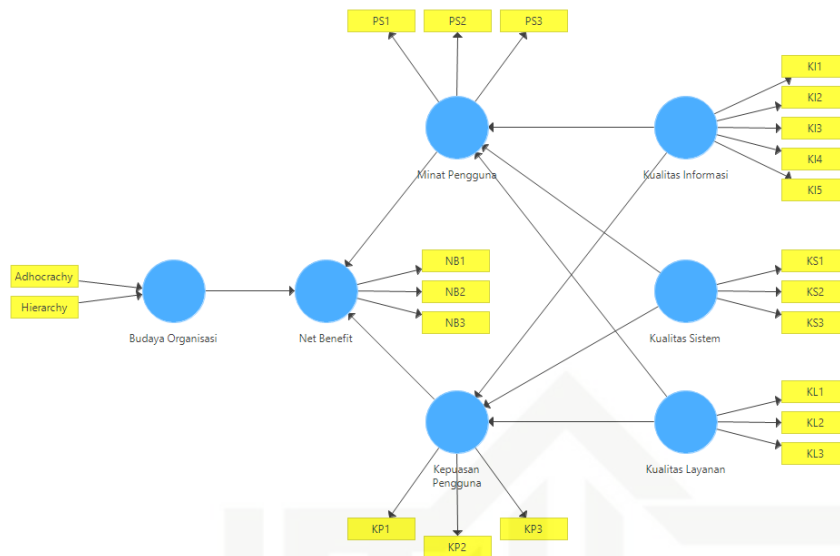 PS1
PS2
PS3
KI1
KI2
KI3
KI4
KI5
Minat Pengguna
Kualitas Informasi
Adhocrachy
Hierarchy
NB1
NB2
NB3
KS1
KS2
KS3
Budaya Organisasi
Net Benefit
Kualitas Sistem
KL1
KL2
KL3
Kepuasan
Pengguna
Kualitas Layanan
KP1
KP2
KP3